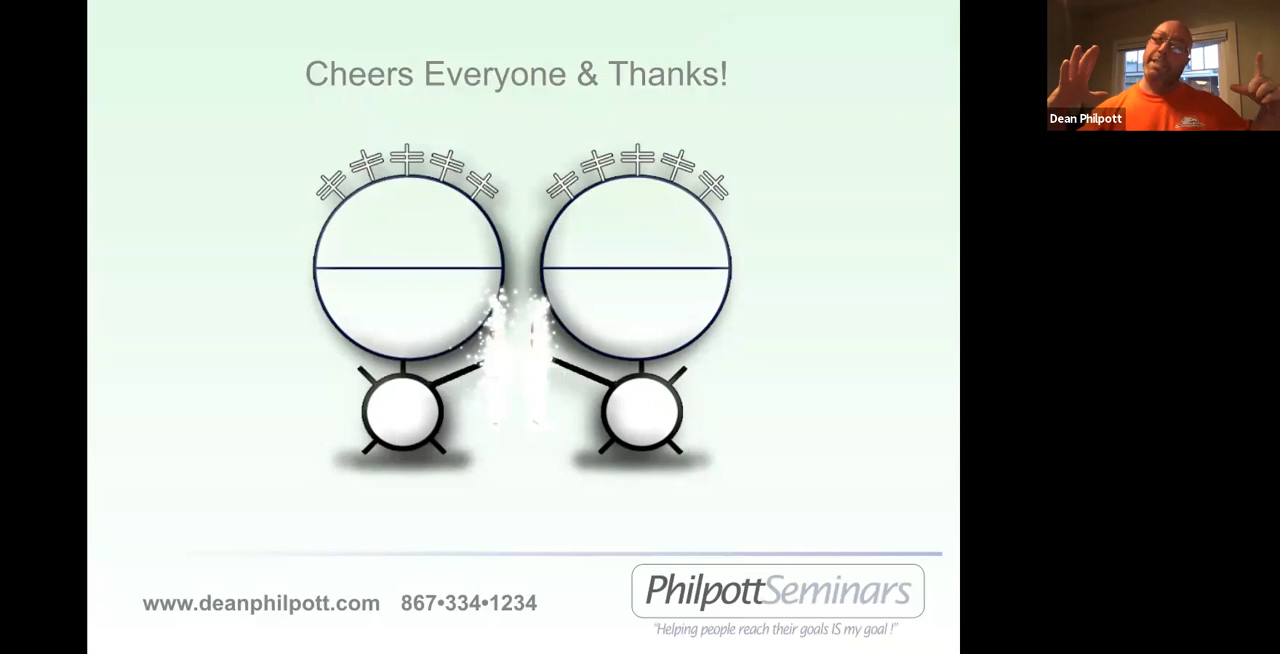 Cheers Everyone & Thanks!
Dean Philpott
www.deanphilpott.com 867•334•1234
PhilpottSeminars
“Helping people reach their goals IS my goal !”